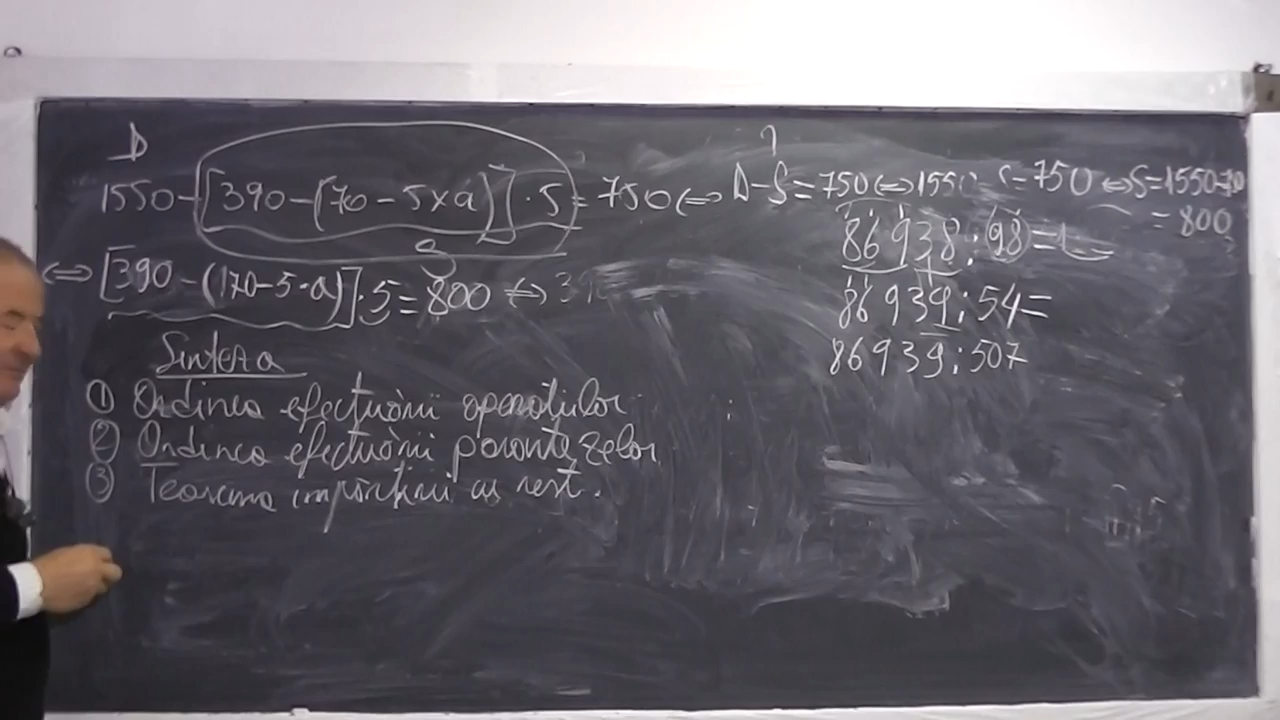 D
1550-[390-(70-5×a)]·5=750⇔D-S=750⇔1550-S=750⇔S=1550-750
=800
⇔[390-(170-5·a)]·5=800⇔39
86938:98=
86939:54=
86939:507
Sinteza
① Ordinea efectuării operațiilor
② Ordinea efectuării parantezelor
③ Teorema împărțirii cu rest.